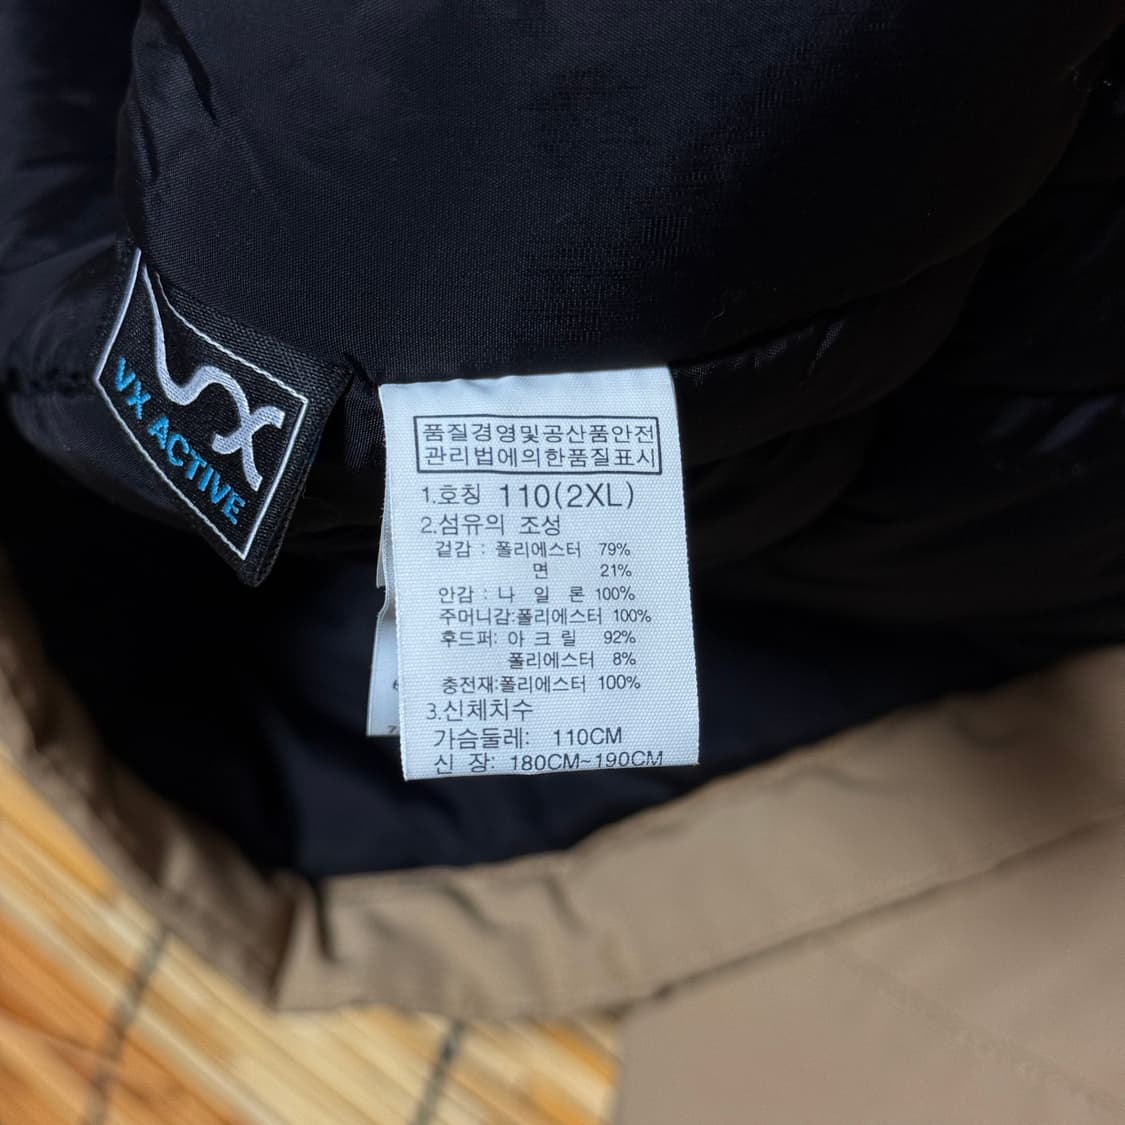 VX
VX ACTIVE
품질경영및공산품안전
관리법에의한품질표시
1.호칭 110(2XL)
2.섬유의 조성
겉감 : 폴리에스터 79%
면 21%
안감 : 나 일 론 100%
주머니감:폴리에스터 100%
후드퍼: 아 크 릴 92%
폴리에스터 8%
충전재:폴리에스터 100%
3.신체치수
가슴둘레: 110CM
신 장: 180CM~190CM